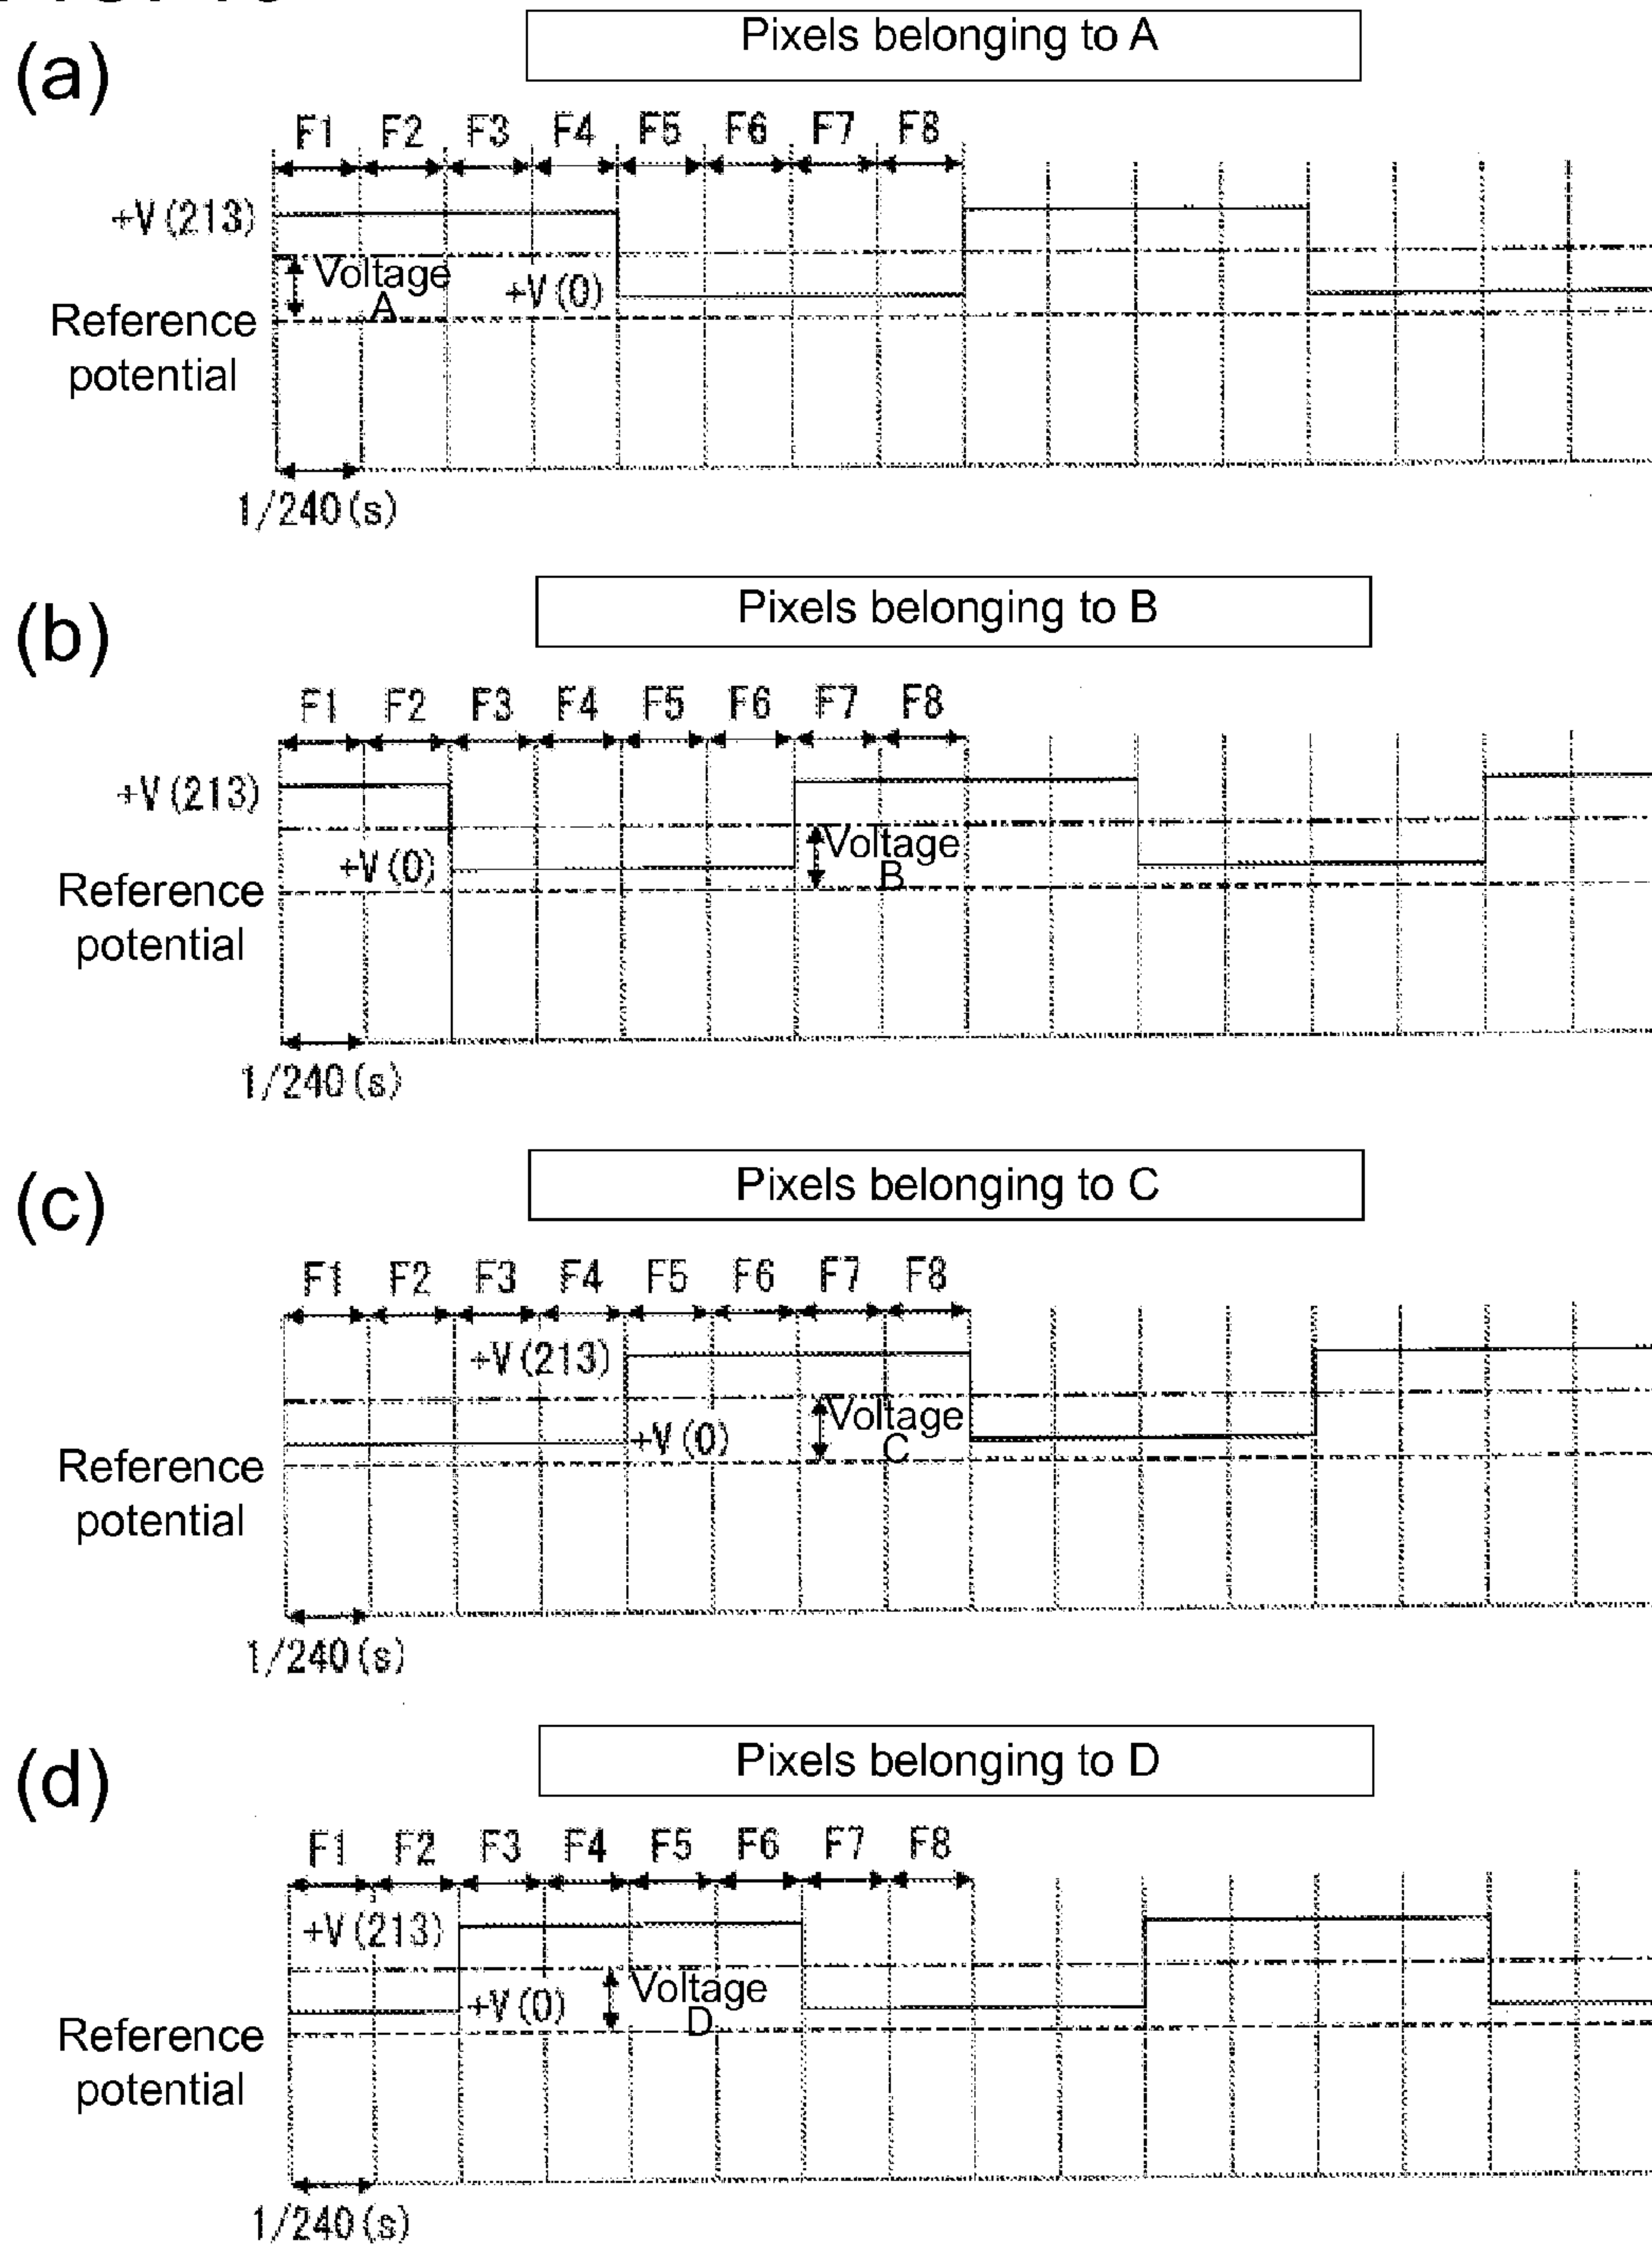 (a)
Pixels belonging to A
F1 F2 F3 F4 F5 F6 F7 F8
+V(213)
Voltage
A
+V(0)
Reference
potential
1/240(s)
(b)
Pixels belonging to B
F1 F2 F3 F4 F5 F6 F7 F8
+V(213)
Voltage
B
+V(0)
Reference
potential
1/240(s)
(c)
Pixels belonging to C
F1 F2 F3 F4 F5 F6 F7 F8
+V(213)
Voltage
C
+V(0)
Reference
potential
1/240(s)
(d)
Pixels belonging to D
F1 F2 F3 F4 F5 F6 F7 F8
+V(213)
Voltage
D
+V(0)
Reference
potential
1/240(s)